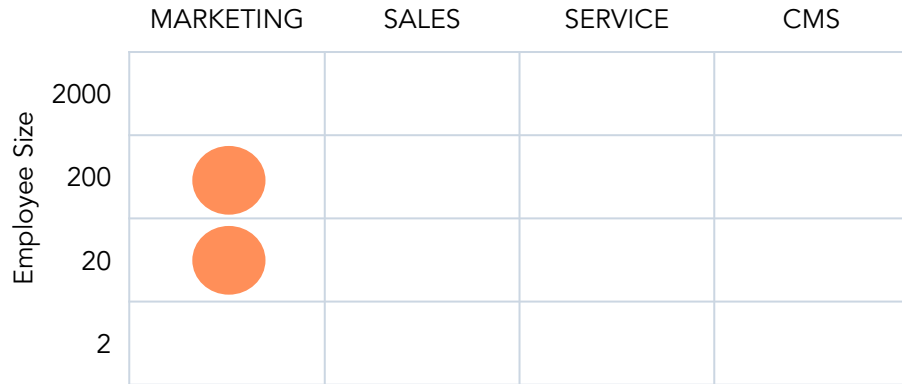 MARKETING SALES SERVICE CMS
Employee Size
2000
200
20
2